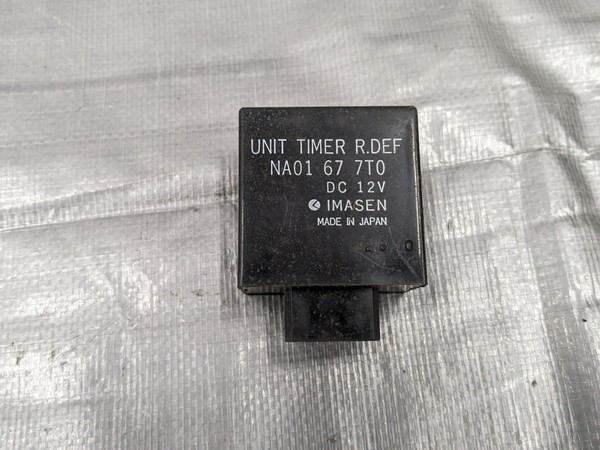 UNIT TIMER R.DEF
NA01 67 7T0
DC 12V
IMASEN
MADE IN JAPAN